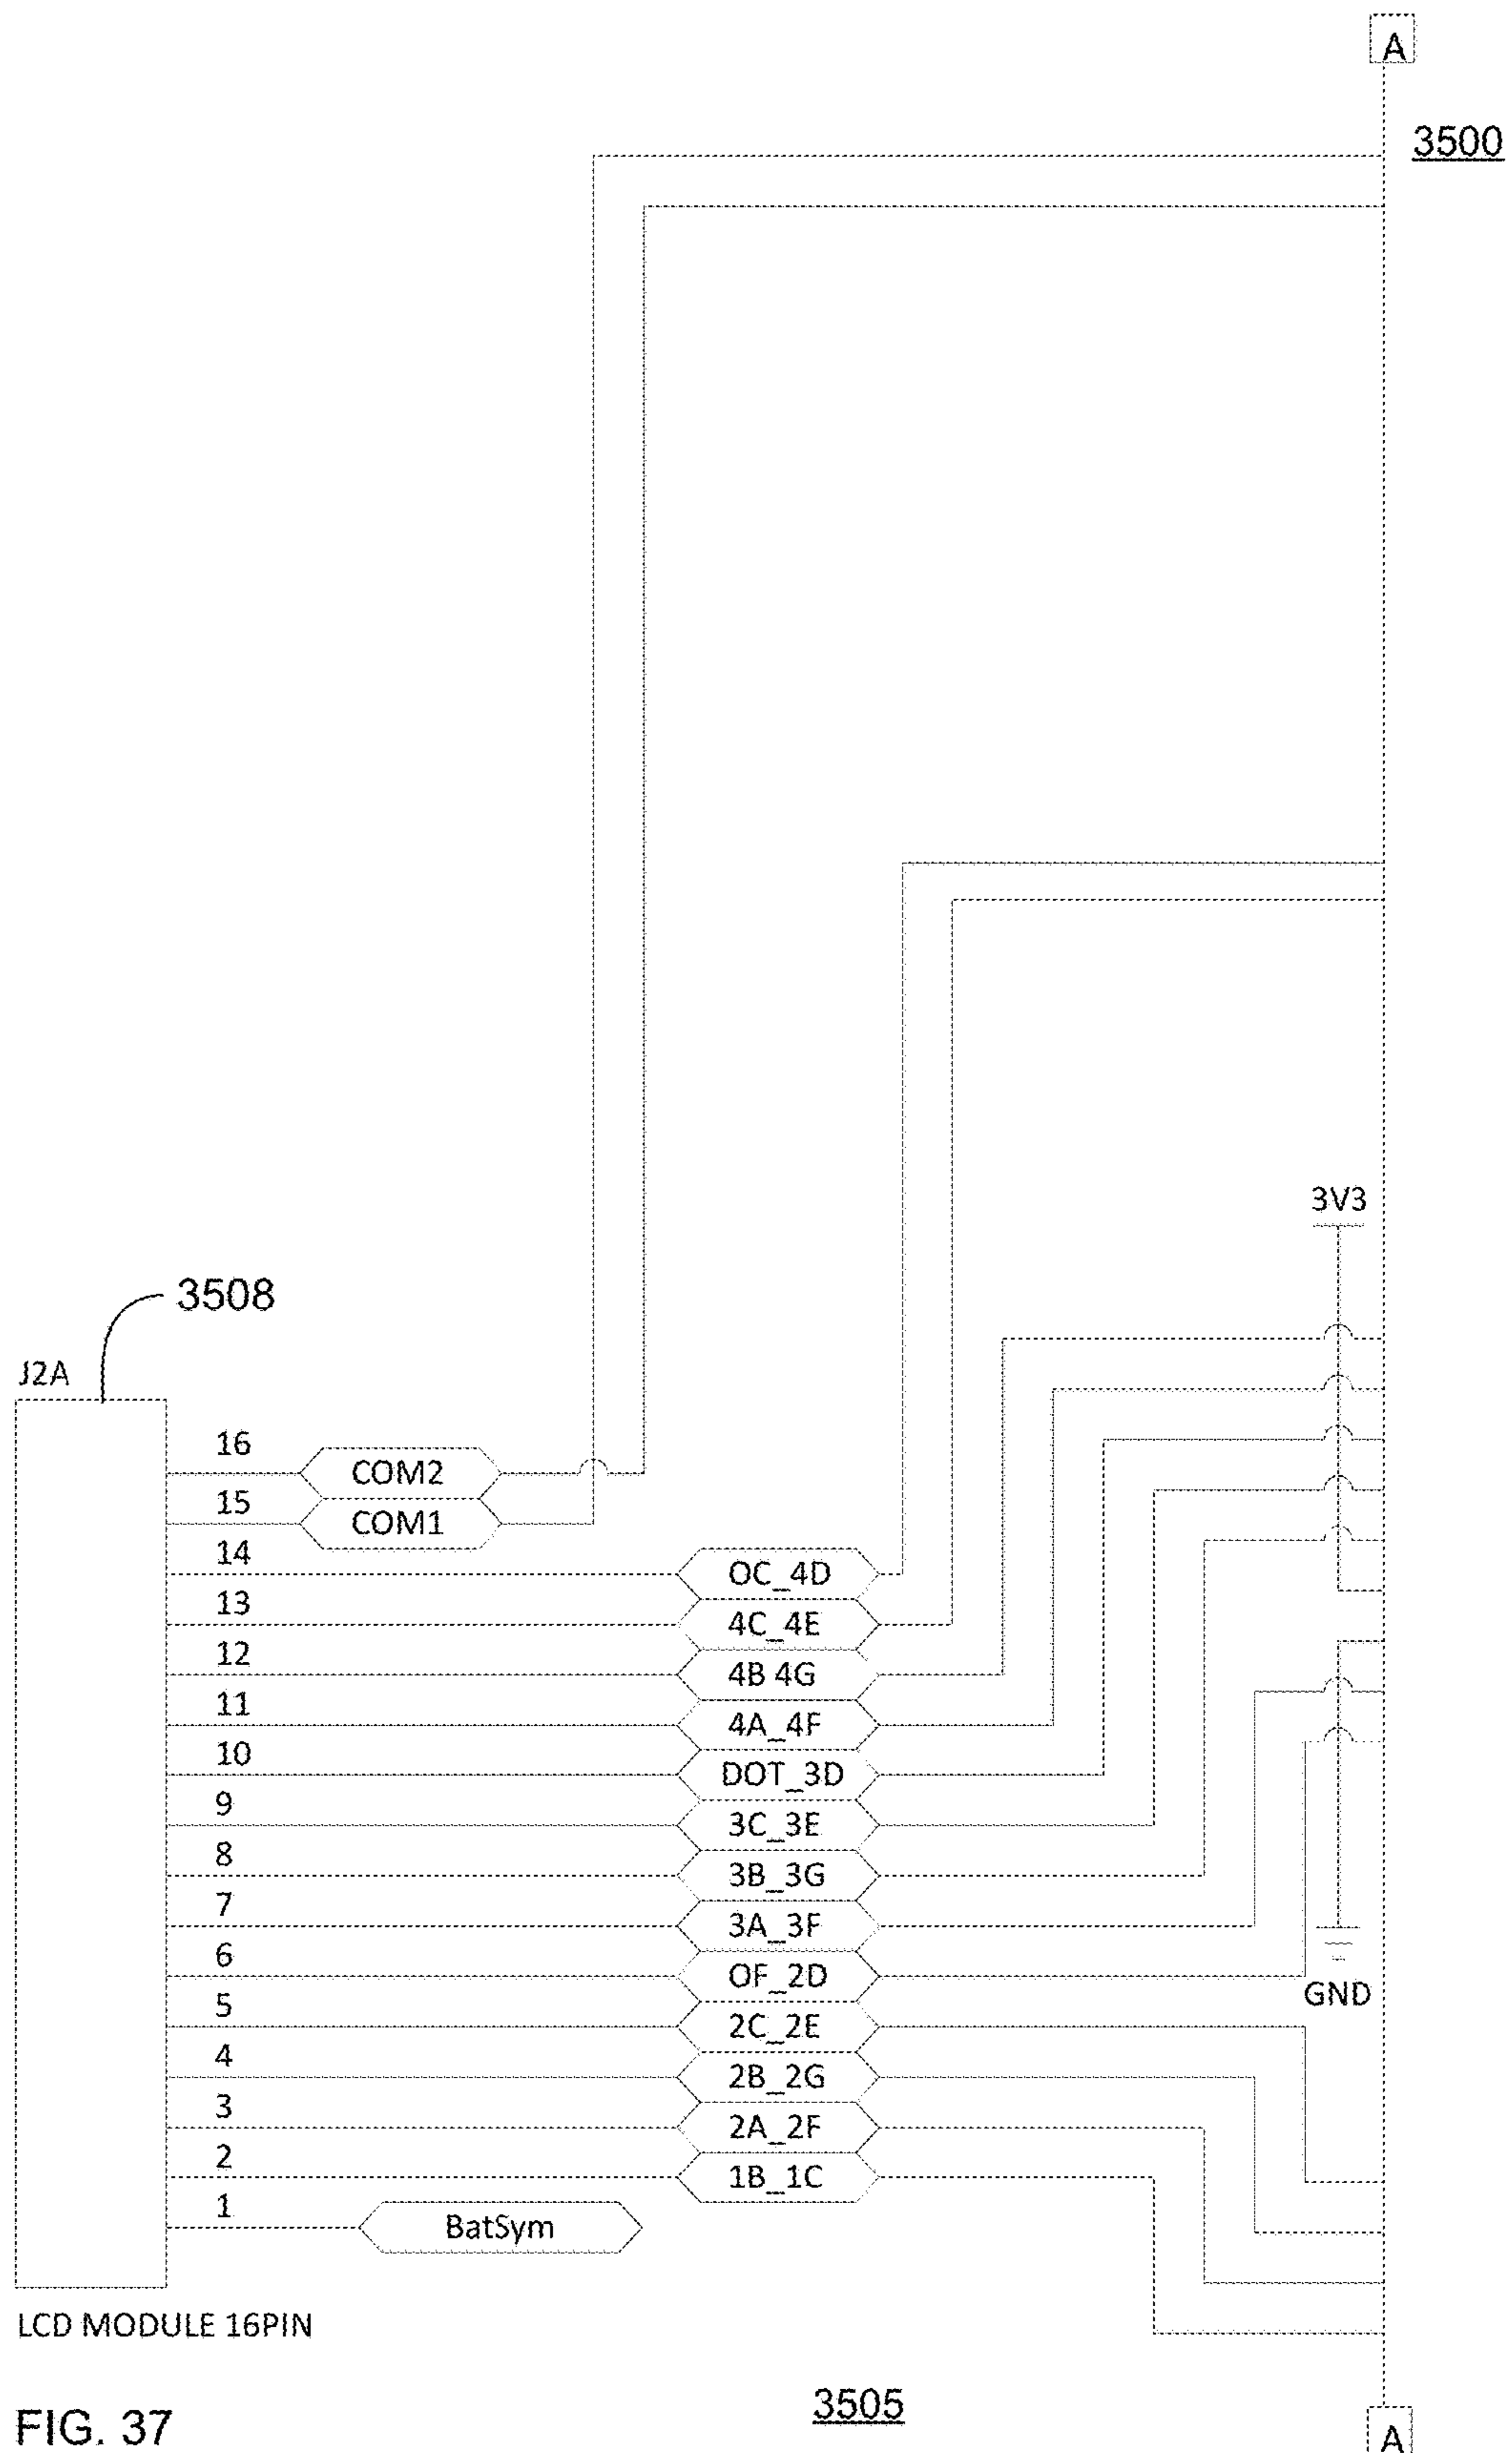 A
3500
3V3
3508
J2A
16 COM2
15 COM1
14 OC_4D
13 4C_4E
12 4B 4G
11 4A_4F
10 DOT_3D
9 3C_3E
8 3B_3G
7 3A_3F
6 OF_2D
GND
5 2C_2E
4 2B_2G
3 2A_2F
2 1B_1C
1 BatSym
LCD MODULE 16PIN
3505
FIG. 37
A